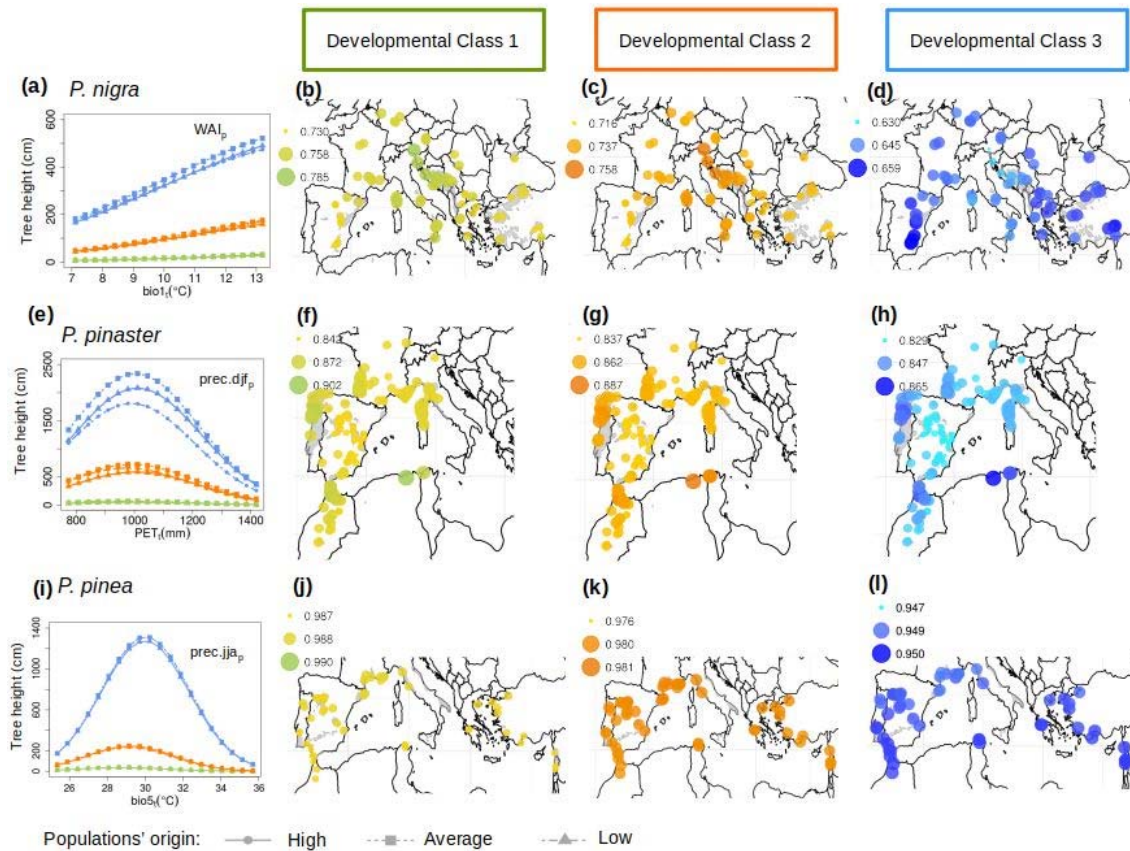 Developmental Class 1
Developmental Class 2
Developmental Class 3
(a) P. nigra
WAIp
Tree height (cm)
600
400
200
0
7 8 9 10 11 12 13
bio1t(°C)
(b)
0.730
0.758
0.785
(c)
0.716
0.737
0.758
(d)
0.630
0.645
0.659
(e) P. pinaster
prec.djfp
Tree height (cm)
2500
1500
500
0
800 1000 1200 1400
PETt(mm)
(f)
0.842
0.872
0.902
(g)
0.837
0.862
0.887
(h)
0.829
0.847
0.865
(i) P. pinea
prec.jjap
Tree height (cm)
1400
1000
600
200
0
26 28 30 32 34 36
bio5t(°C)
(j)
0.987
0.988
0.990
(k)
0.976
0.980
0.981
(l)
0.947
0.949
0.950
Populations' origin: High Average Low